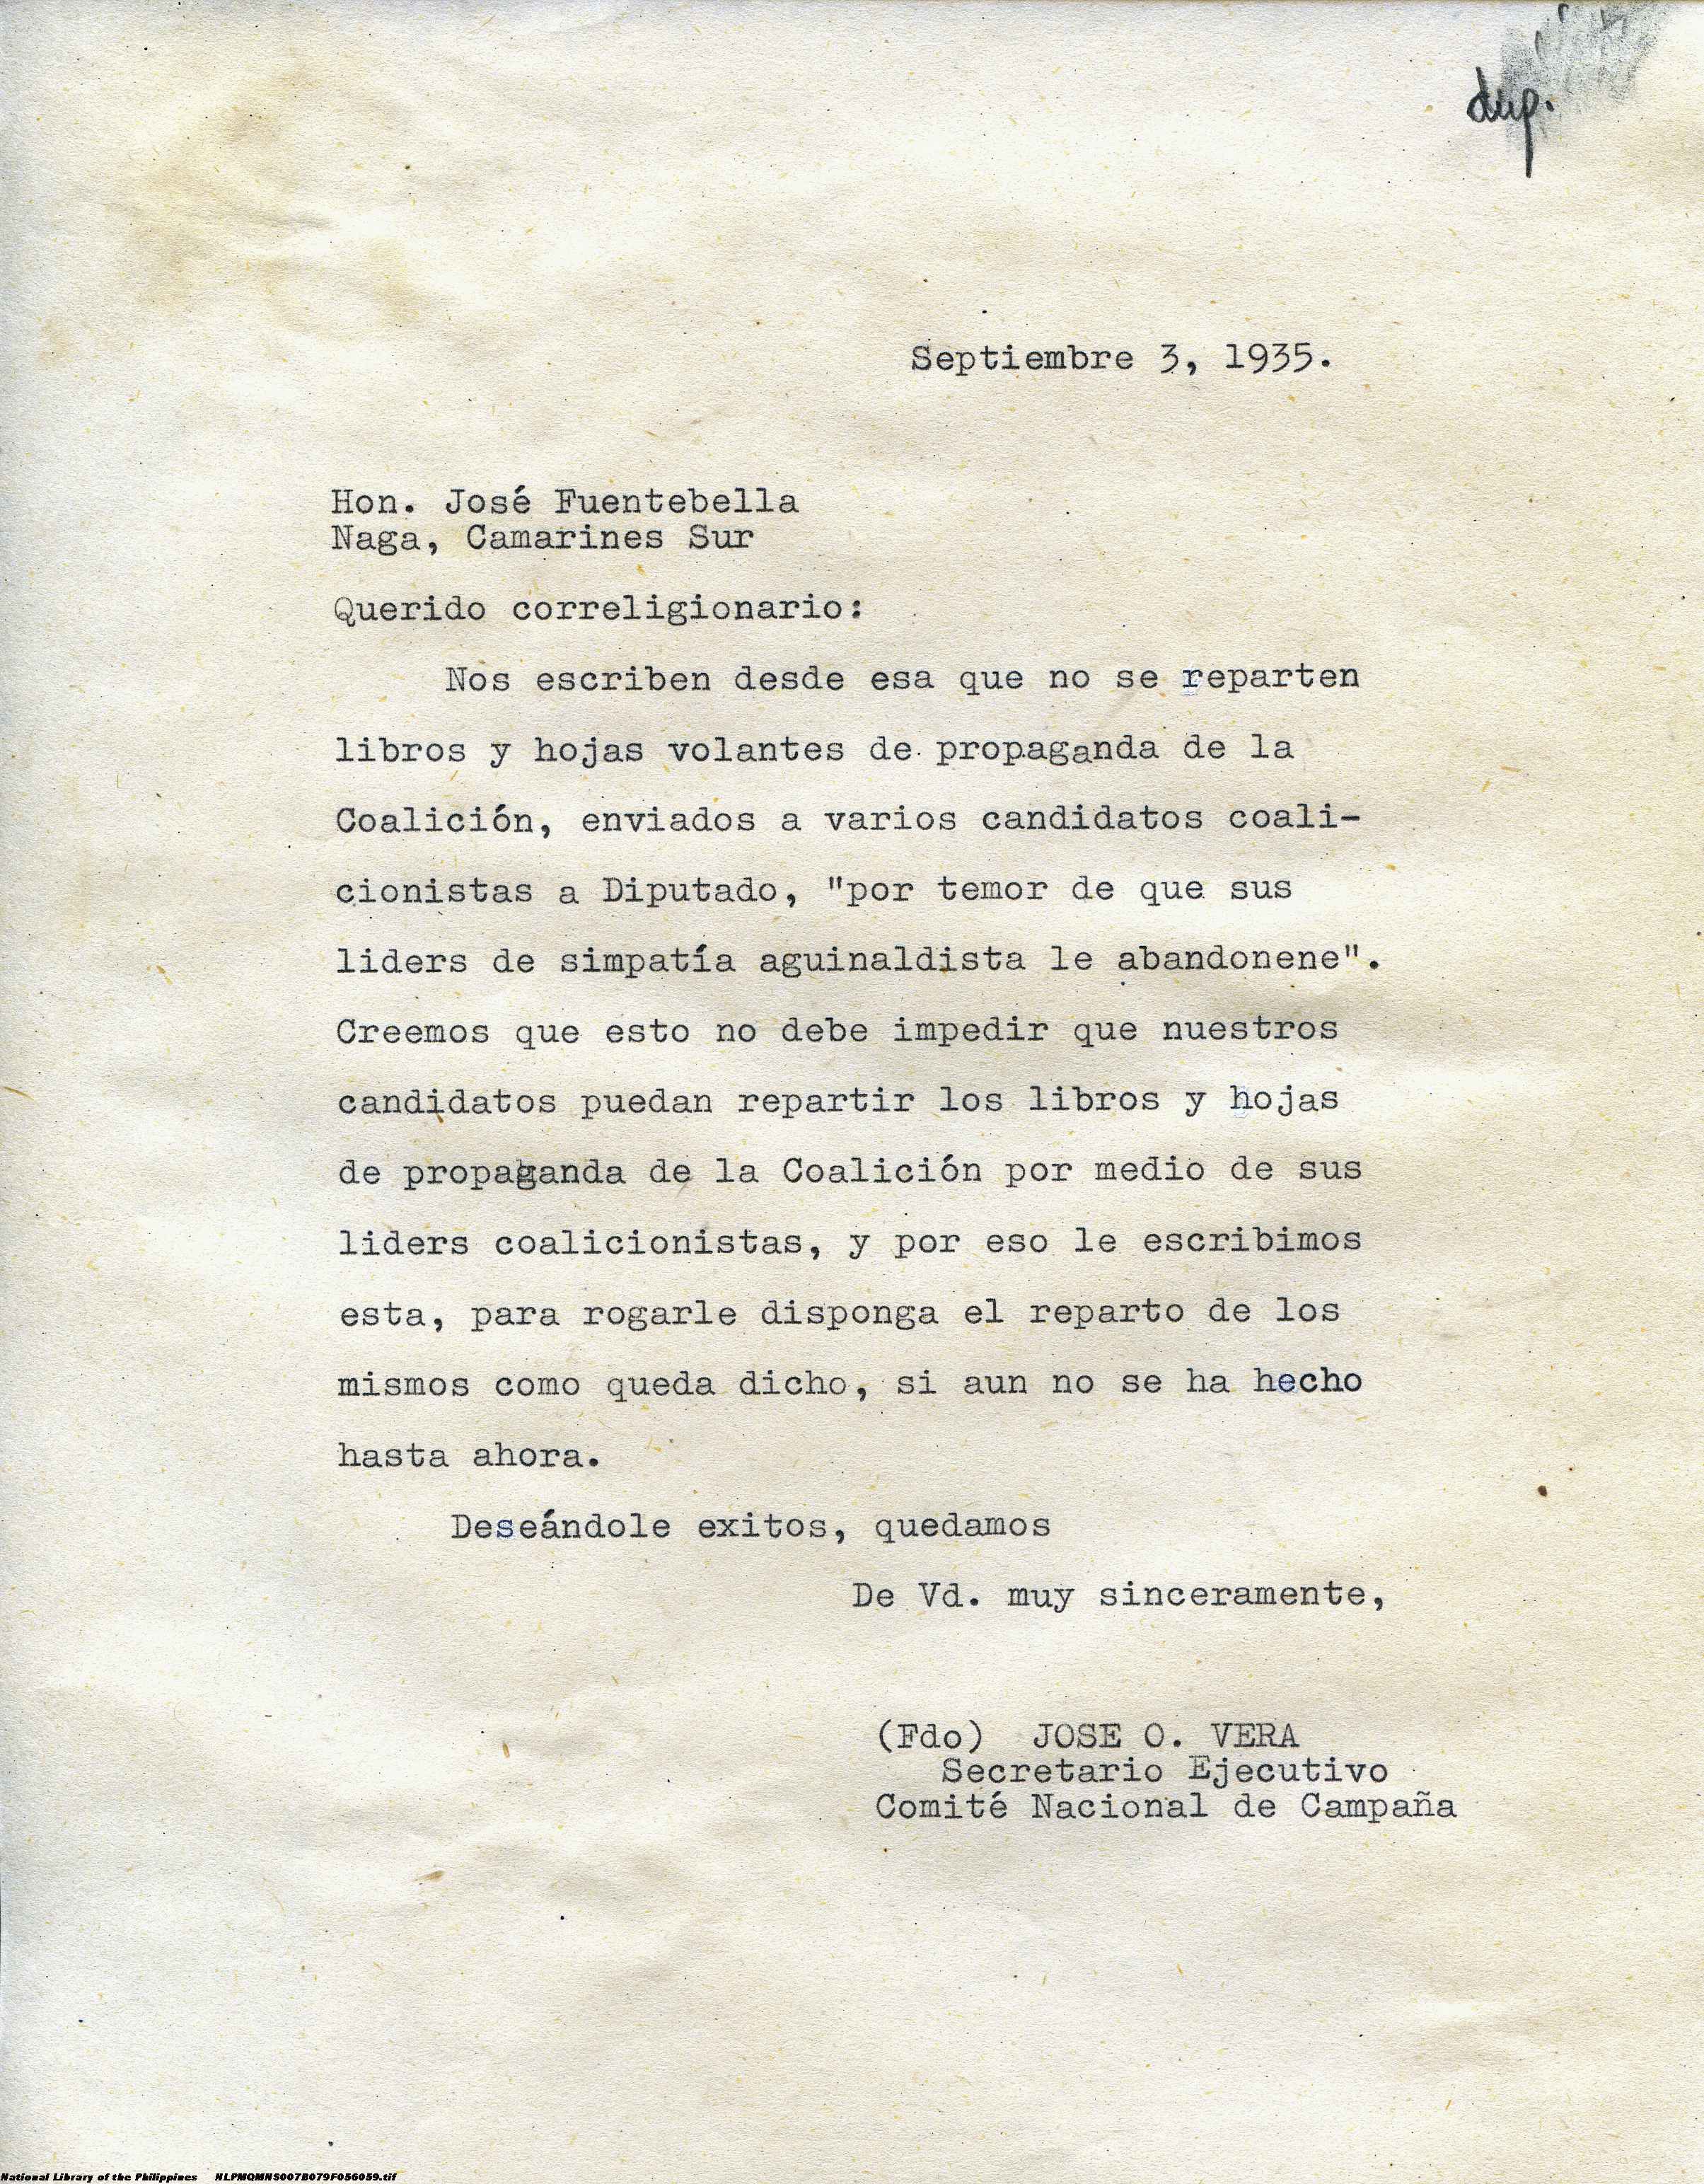 dup.
Septiembre 3, 1935.
Hon. José Fuentebella
Naga, Camarines Sur
Querido correligionario:
Nos escriben desde esa que no se reparten
libros y hojas volantes de propaganda de la
Coalición, enviados a varios candidatos coali-
cionistas a Diputado, "por temor de que sus
liders de simpatía aguinaldista le abandonene".
Creemos que esto no debe impedir que nuestros
candidatos puedan repartir los libros y hojas
de propaganda de la Coalición por medio de sus
liders coalicionistas, y por eso le escribimos
esta, para rogarle disponga el reparto de los
mismos como queda dicho, si aun no se ha hecho
hasta ahora.
Deseándole exitos, quedamos
De Vd. muy sinceramente,
(Fdo) JOSE O. VERA
Secretario Ejecutivo
Comité Nacional de Campaña
National Library of the Philippines NLPMQMNS007B079F056059.tif